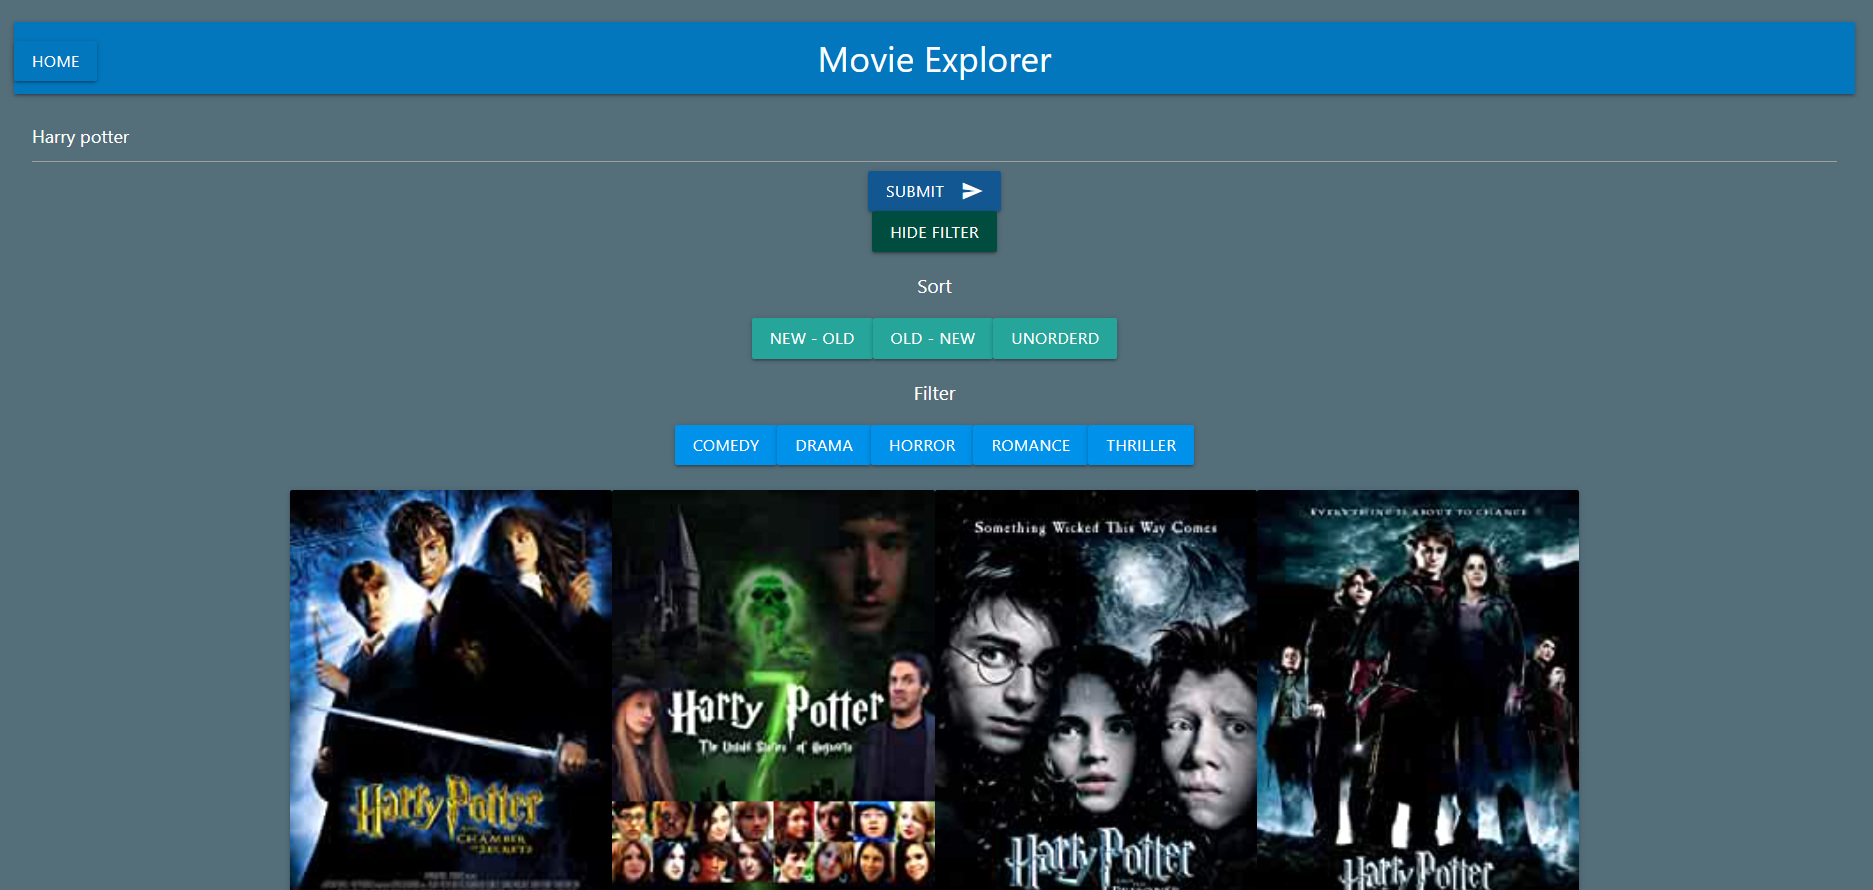 HOME
Movie Explorer
Harry potter
SUBMIT
HIDE FILTER
Sort
NEW - OLD OLD - NEW UNORDERD
Filter
COMEDY DRAMA HORROR ROMANCE THRILLER
Harry Potter
CHAMBER
OF SECRETS
Harry 7 Potter
The Untold Stories of Hogwarts
Something Wicked This Way Comes
Harry Potter
EVERYTHING IS ABOUT TO CHANGE
Harry Potter